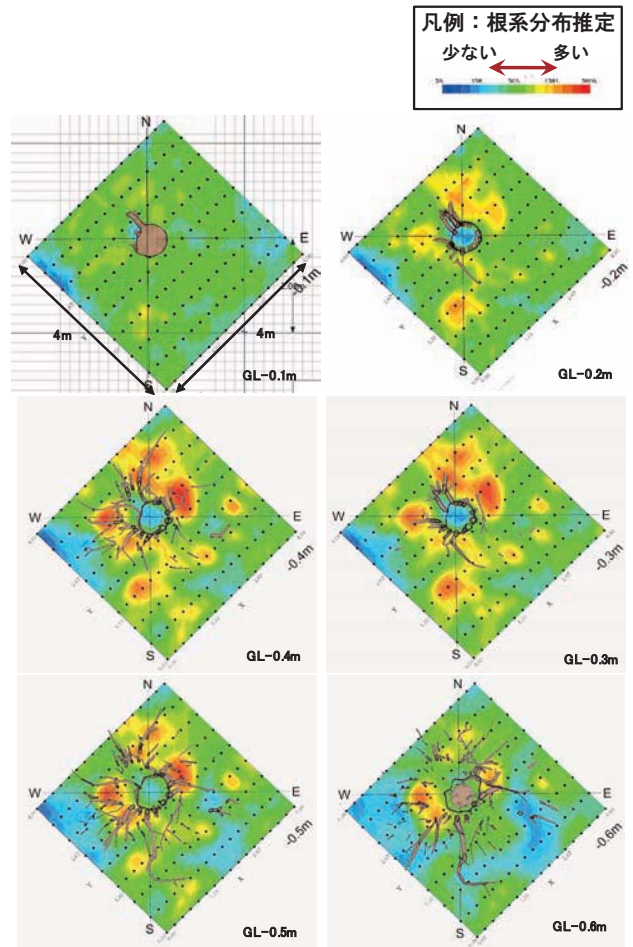 凡例：根系分布推定
少ない 多い
N
W
E
S
4m
4m
-0.1m
GL-0.1m
N
W
E
S
X
Y
-0.2m
GL-0.2m
N
W
E
S
X
Y
-0.4m
GL-0.4m
N
W
E
S
X
Y
-0.3m
GL-0.3m
N
W
E
S
X
Y
-0.5m
GL-0.5m
N
W
E
S
X
Y
-0.6m
GL-0.6m